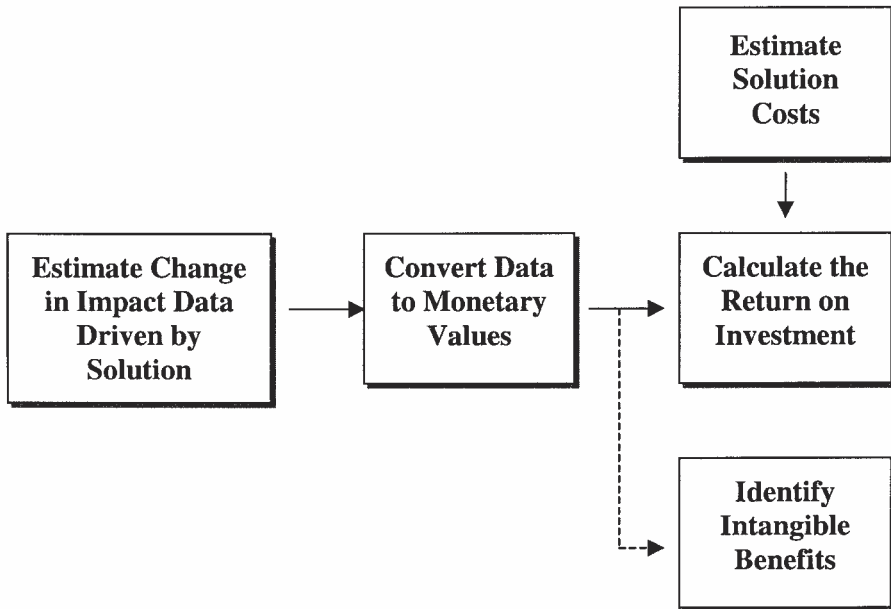 Estimate
Solution
Costs
Estimate Change
in Impact Data
Driven by
Solution
Convert Data
to Monetary
Values
Calculate the
Return on
Investment
Identify
Intangible
Benefits